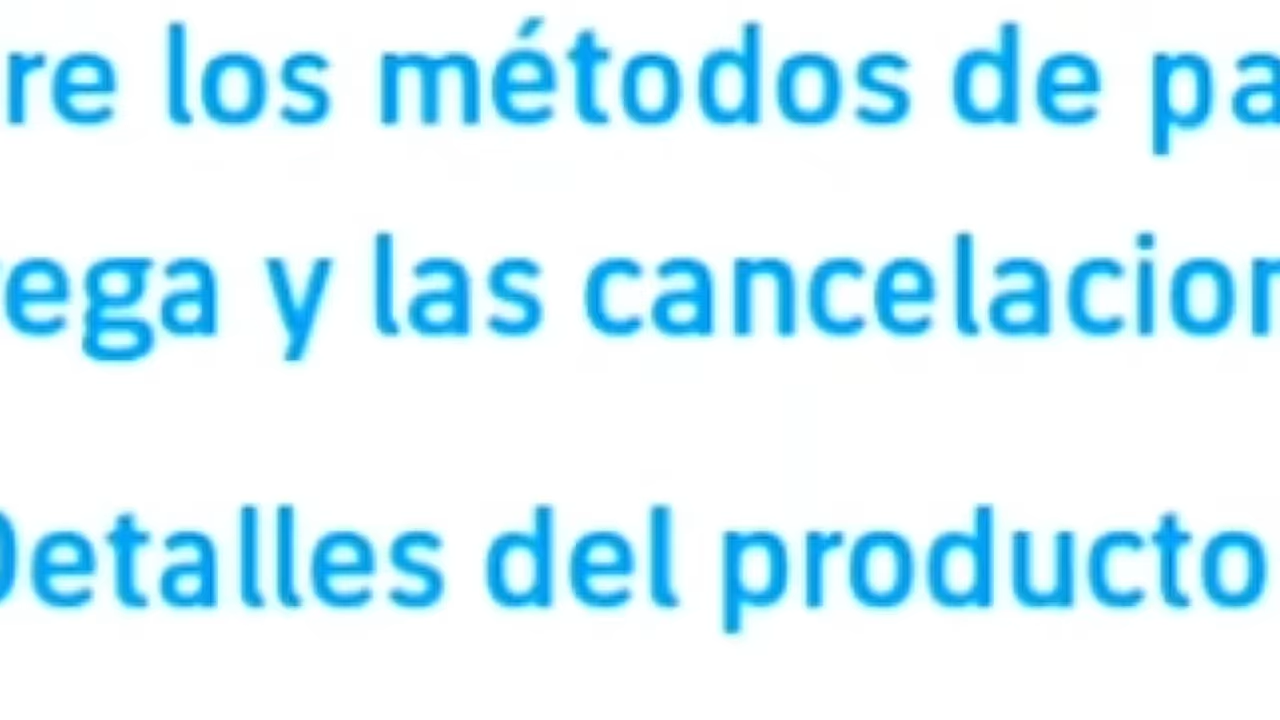 re los métodos de pa
ega y las cancelacion
Detalles del producto